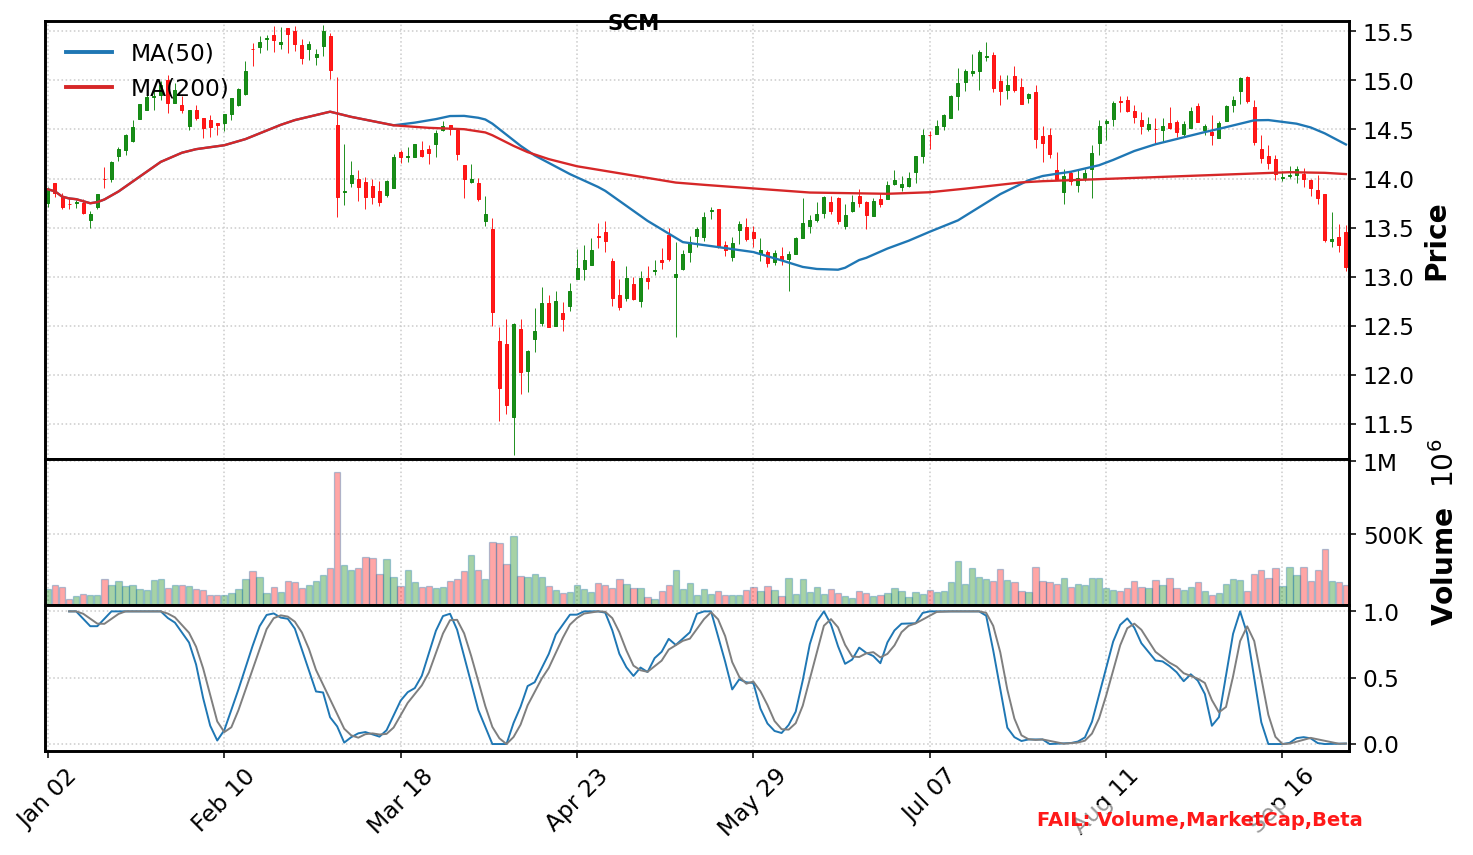 SCM
MA(50)
MA(200)
15.5
15.0
14.5
14.0
13.5
13.0
12.5
12.0
11.5
Price
1M
500K
Volume 10^6
1.0
0.5
0.0
Jan 02
Feb 10
Mar 18
Apr 23
May 29
Jul 07
Aug 11
Sep 16
FAIL: Volume,MarketCap,Beta